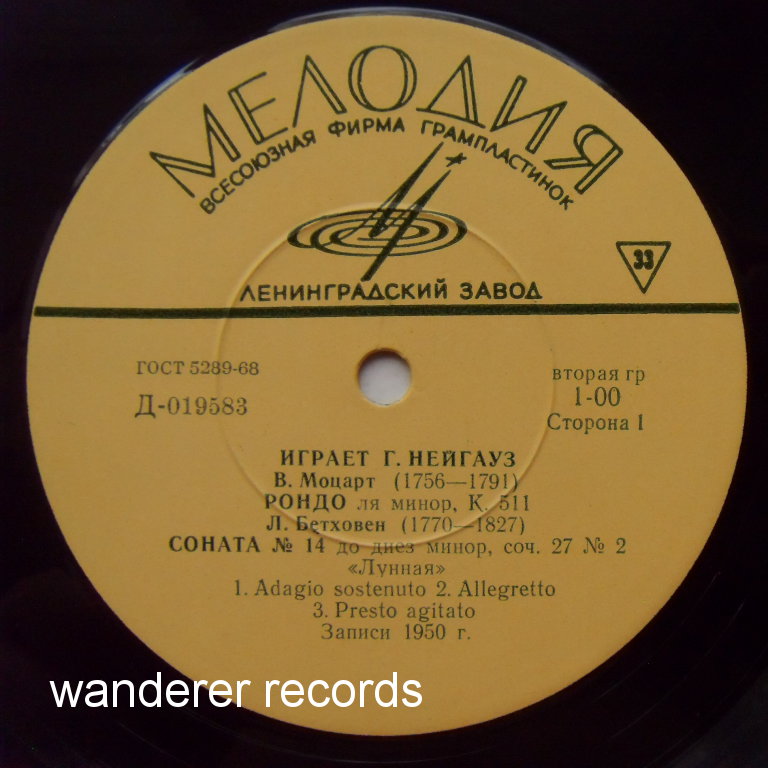 МЕЛОДИЯ
ВСЕСОЮЗНАЯ ФИРМА ГРАМПЛАСТИНОК
33
ЛЕНИНГРАДСКИЙ ЗАВОД
ГОСТ 5289-68
Д-019583
вторая гр
1-00
Сторона 1
ИГРАЕТ Г. НЕЙГАУЗ
В. Моцарт (1756—1791)
РОНДО ля минор, К. 511
Л. Бетховен (1770—1827)
СОНАТА № 14 до диез минор, соч. 27 № 2
«Лунная»
1. Adagio sostenuto 2. Allegretto
3. Presto agitato
Записи 1950 г.
wanderer records